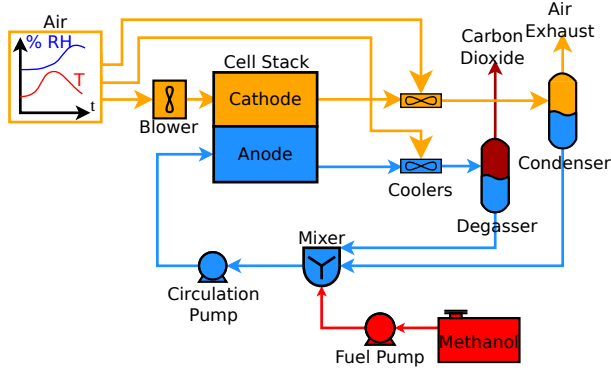 Air
% RH
T
t
Blower
Cell Stack
Cathode
Anode
Carbon
Dioxide
Air
Exhaust
Coolers
Condenser
Degasser
Mixer
Circulation
Pump
Fuel Pump
Methanol